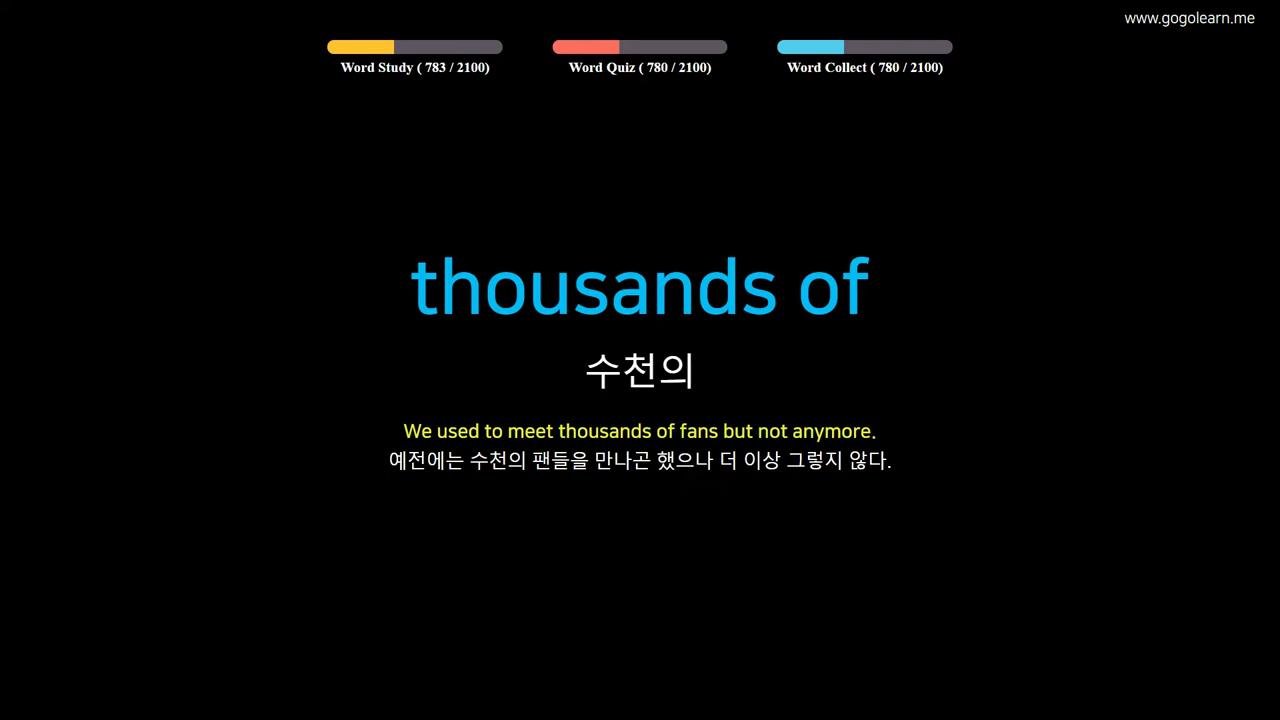 www.gogolearn.me
Word Study ( 783 / 2100)
Word Quiz ( 780 / 2100)
Word Collect ( 780 / 2100)
thousands of
수천의
We used to meet thousands of fans but not anymore.
예전에는 수천의 팬들을 만나곤 했으나 더 이상 그렇지 않다.